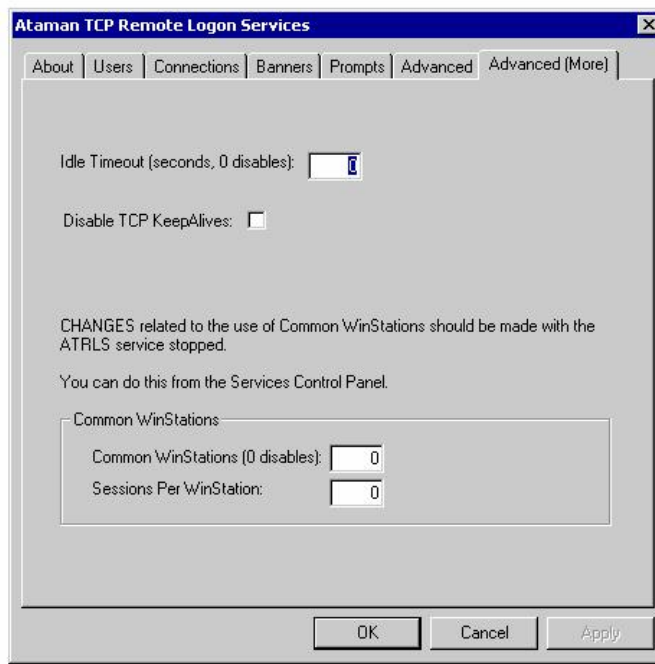 Ataman TCP Remote Logon Services
About Users Connections Banners Prompts Advanced Advanced (More)
Idle Timeout (seconds, 0 disables): 0
Disable TCP KeepAlives:
CHANGES related to the use of Common WinStations should be made with the
ATRLS service stopped.
You can do this from the Services Control Panel.
Common WinStations
Common WinStations (0 disables): 0
Sessions Per WinStation: 0
OK Cancel Apply